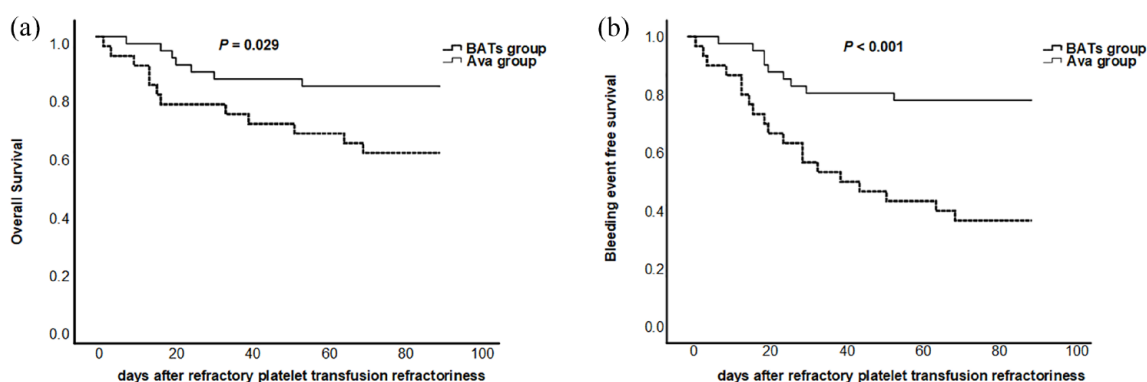 (a)
P = 0.029
BATs group
Ava group
Overall Survival
1.0
0.8
0.6
0.4
0.2
0.0
0 20 40 60 80 100
days after refractory platelet transfusion refractoriness
(b)
P < 0.001
BATs group
Ava group
Bleeding event free survival
1.0
0.8
0.6
0.4
0.2
0.0
0 20 40 60 80 100
days after refractory platelet transfusion refractoriness